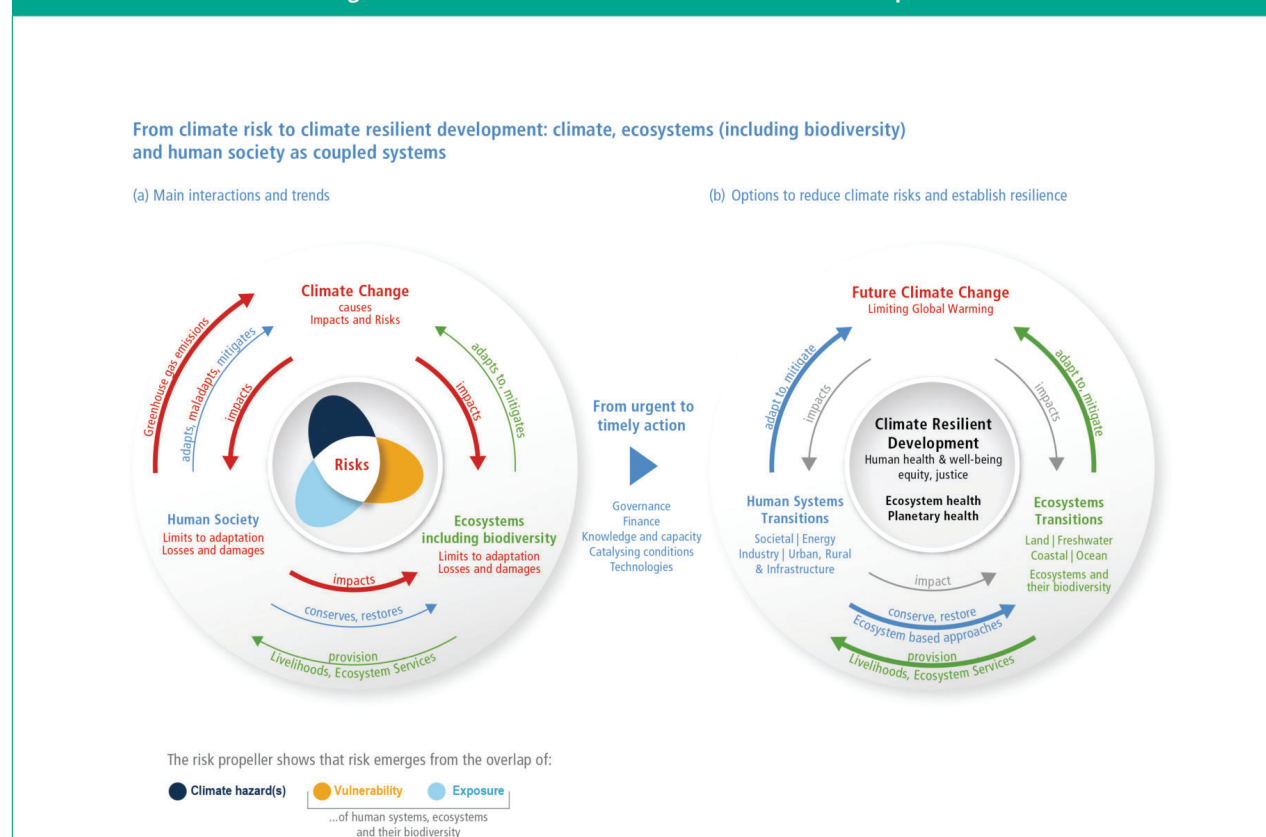 From climate risk to climate resilient development: climate, ecosystems (including biodiversity)
and human society as coupled systems
(a) Main interactions and trends
(b) Options to reduce climate risks and establish resilience
Climate Change
causes
Impacts and Risks
Greenhouse gas emissions
adapts, maladapts, mitigates
impacts
impacts
adapts to, mitigates
Risks
Human Society
Limits to adaptation
Losses and damages
Ecosystems
including biodiversity
Limits to adaptation
Losses and damages
impacts
conserves, restores
provision
Livelihoods, Ecosystem Services
From urgent to
timely action
Governance
Finance
Knowledge and capacity
Catalysing conditions
Technologies
Future Climate Change
Limiting Global Warming
adapt to, mitigate
impacts
impacts
adapt to, mitigate
Climate Resilient
Development
Human health & well-being
equity, justice
Ecosystem health
Planetary health
Human Systems
Transitions
Societal | Energy
Industry | Urban, Rural
& Infrastructure
Ecosystems
Transitions
Land | Freshwater
Coastal | Ocean
Ecosystems and
their biodiversity
impact
conserve, restore
Ecosystem based approaches
provision
Livelihoods, Ecosystem Services
The risk propeller shows that risk emerges from the overlap of:
Climate hazard(s)
Vulnerability
Exposure
...of human systems, ecosystems
and their biodiversity